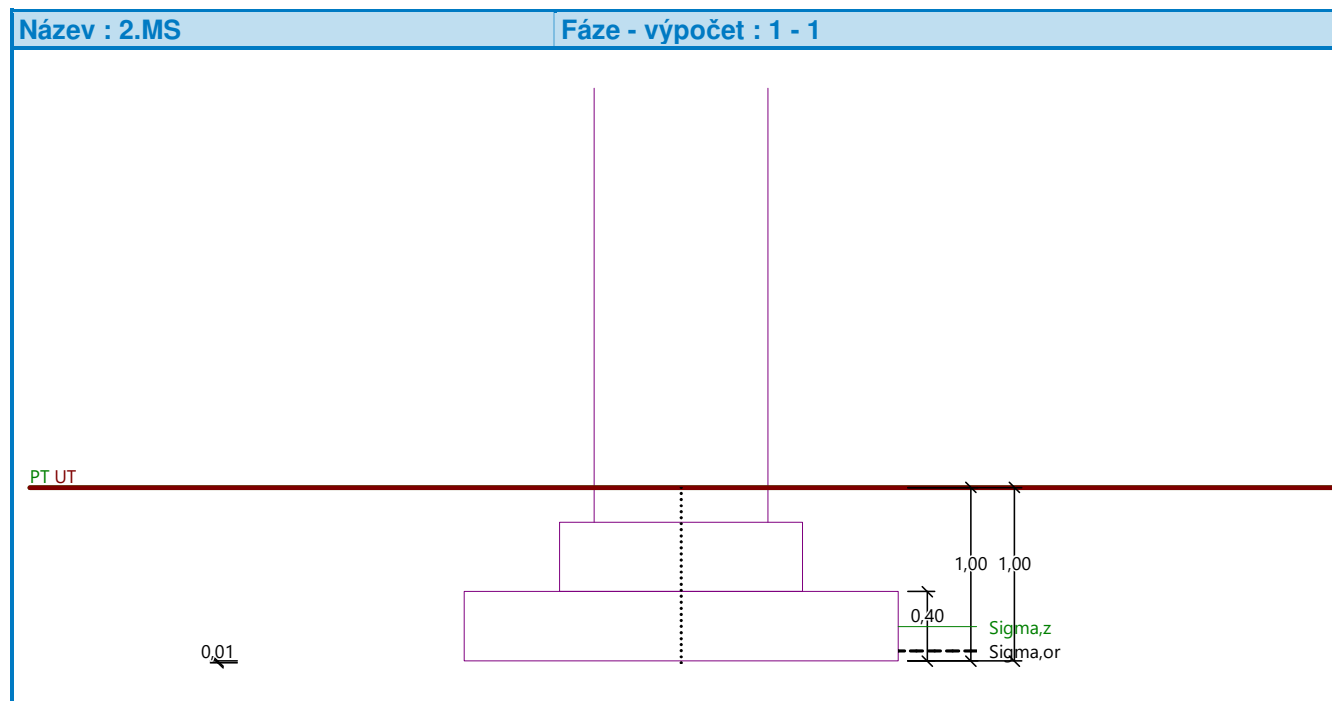 Název : 2.MS
Fáze - výpočet : 1 - 1
PT UT
1,00 1,00
0,40
Sigma,z
Sigma,or
0,01